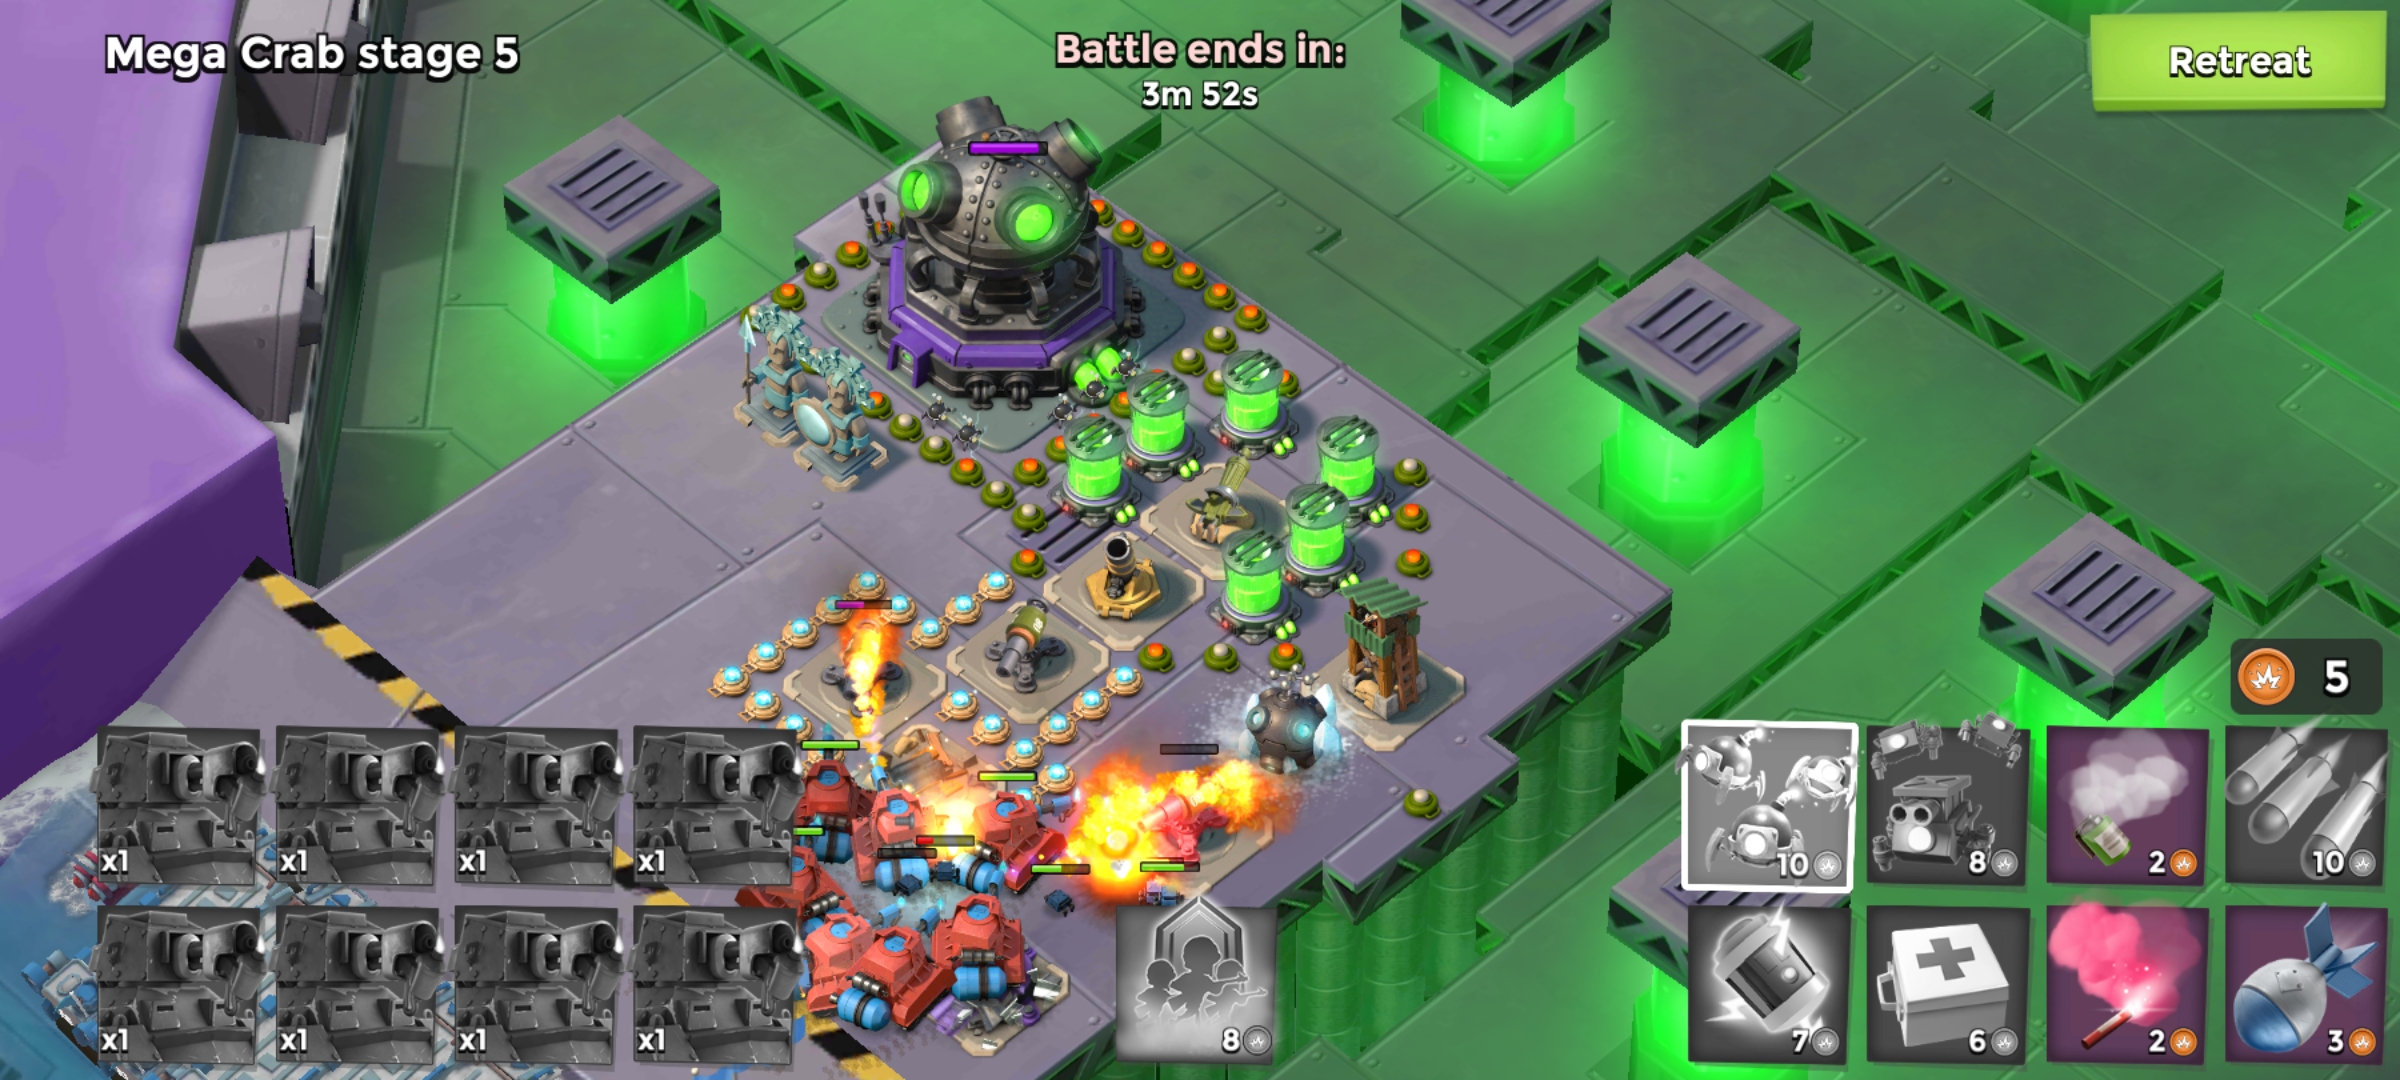 Mega Crab stage 5
Battle ends in:
3m 52s
Retreat
5
x1
x1
x1
x1
10
8
2
10
x1
x1
x1
x1
8
7
6
2
3